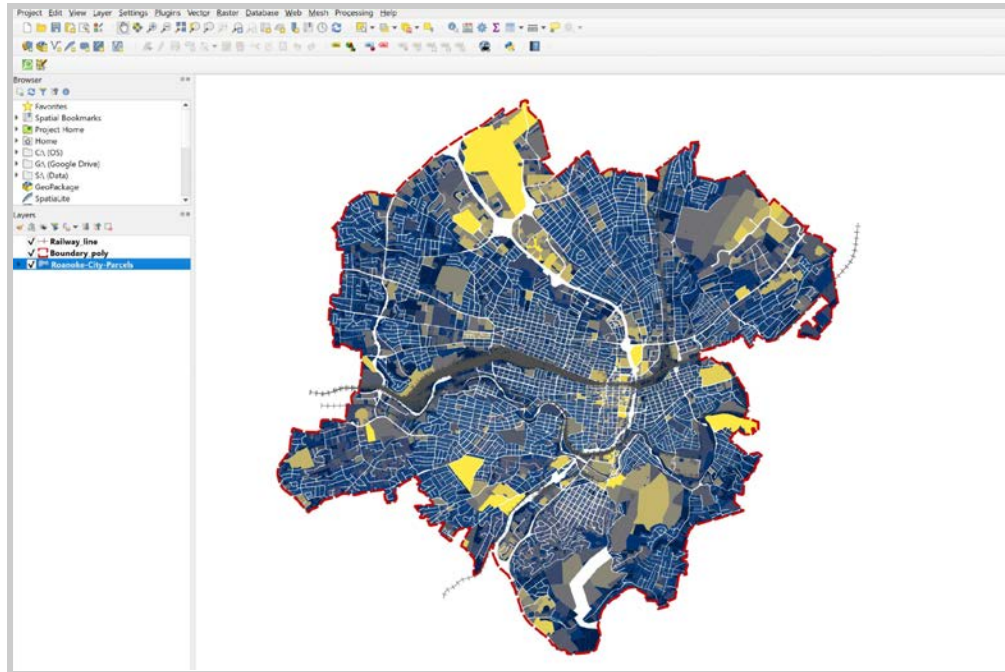 Project Edit View Layer Settings Plugins Vector Raster Database Web Mesh Processing Help
Browser
Favorites
Spatial Bookmarks
Project Home
Home
C:\ (OS)
G:\ (Google Drive)
S:\ (Data)
GeoPackage
SpatiaLite
Layers
Railway_line
Boundary_poly
Roanoke-City-Parcels